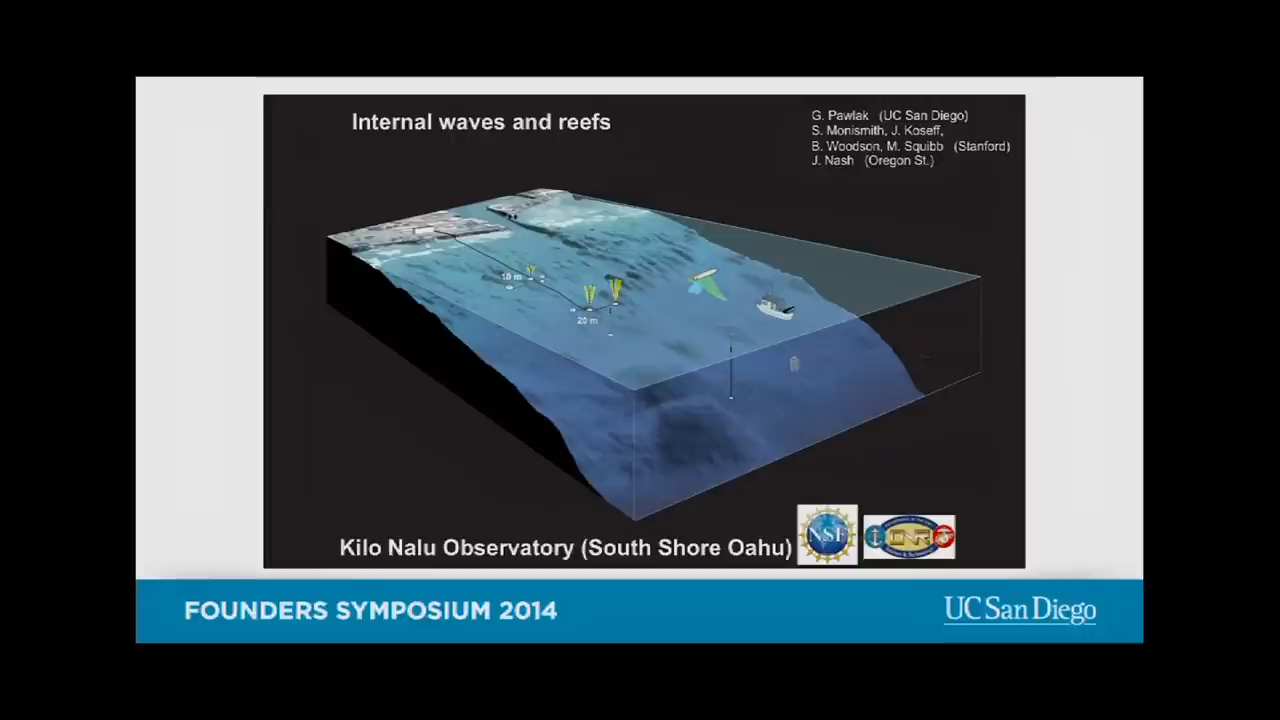 Internal waves and reefs
G. Pawlak (UC San Diego)
S. Monismith, J. Koseff,
B. Woodson, M. Squibb (Stanford)
J. Nash (Oregon St.)
10 m
20 m
Kilo Nalu Observatory (South Shore Oahu)
NSF
ONR
FOUNDERS SYMPOSIUM 2014
UC San Diego